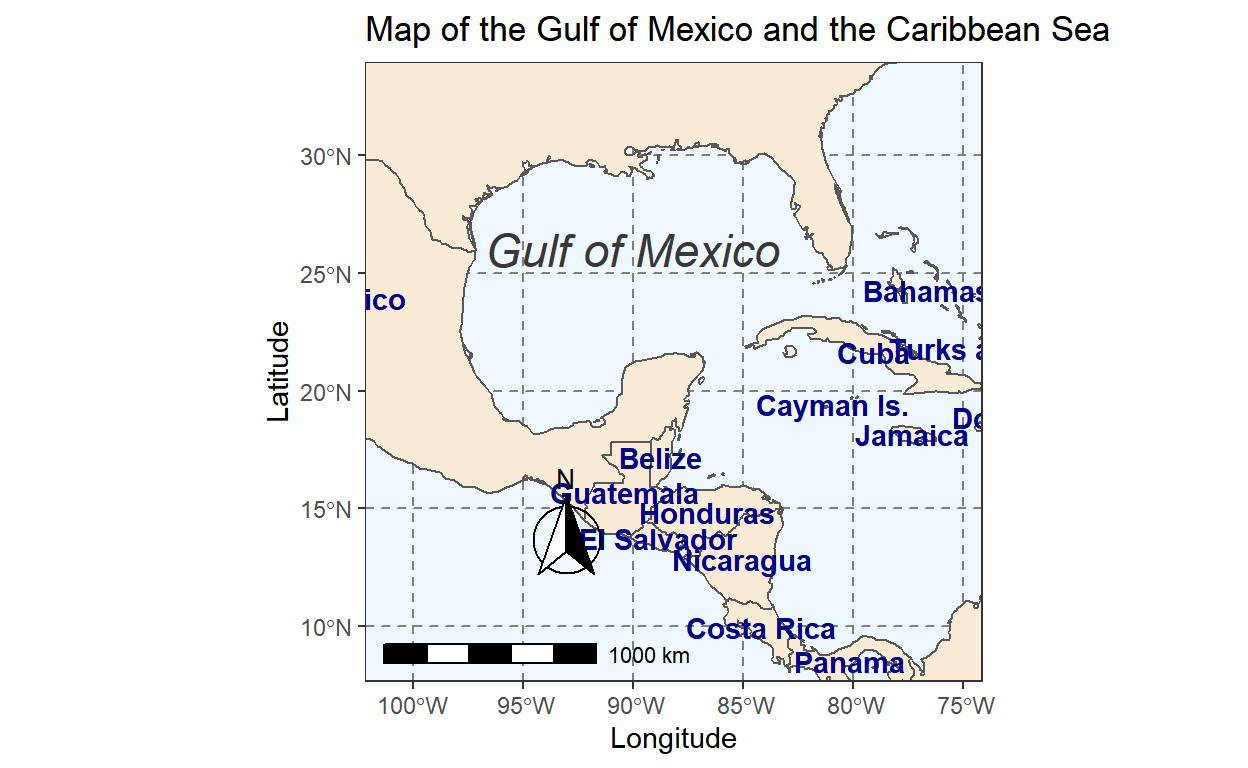 Map of the Gulf of Mexico and the Caribbean Sea
30°N
Gulf of Mexico
25°N
Bahamas
ico
Turks a
Cuba
20°N
Cayman Is.
Do
Jamaica
Belize
N
Guatemala
15°N
Honduras
El Salvador
Nicaragua
10°N
Costa Rica
1000 km
Panama
100°W 95°W 90°W 85°W 80°W 75°W
Longitude
Latitude